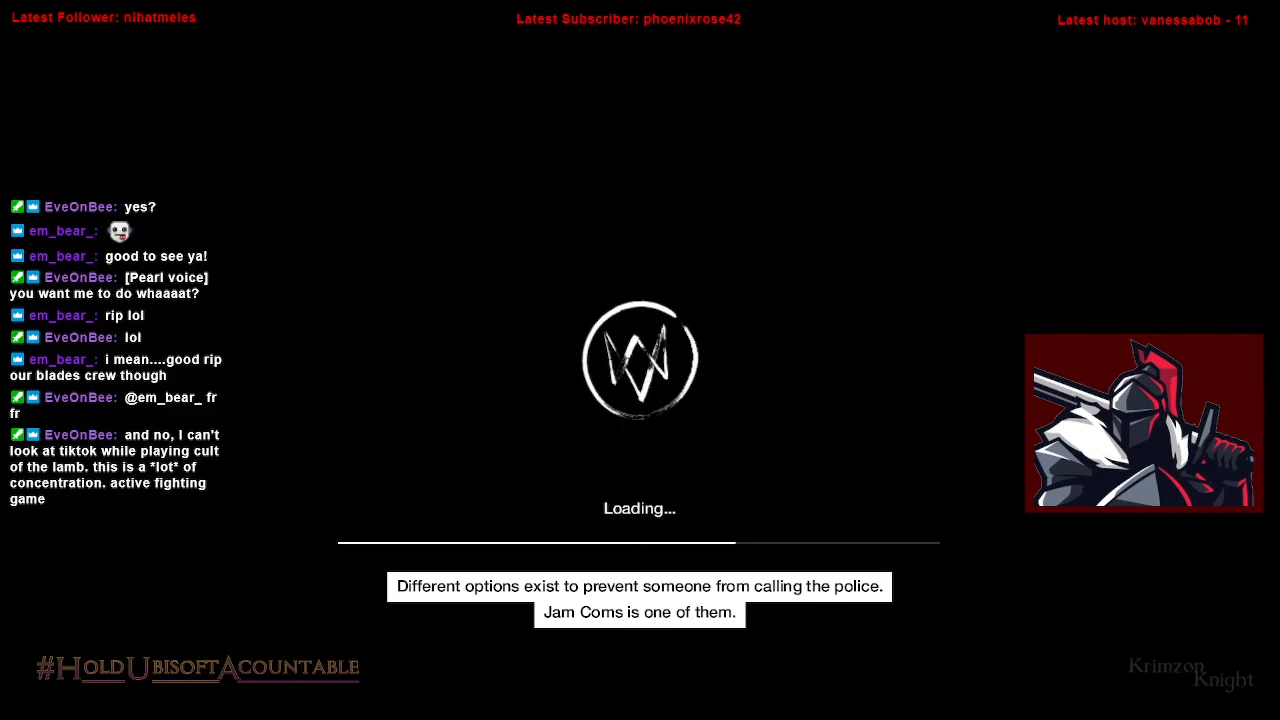 Latest Follower: nihatmeles
Latest Subscriber: phoenixrose42
Latest host: vanessabob - 11
EveOnBee: yes?
em_bear_:
em_bear_: good to see ya!
EveOnBee: [Pearl voice]
you want me to do whaaaat?
em_bear_: rip lol
EveOnBee: lol
em_bear_: i mean....good rip
our blades crew though
EveOnBee: @em_bear_ fr
fr
EveOnBee: and no, I can't
look at tiktok while playing cult
of the lamb. this is a *lot* of
concentration. active fighting
game
Loading...
Different options exist to prevent someone from calling the police.
Jam Coms is one of them.
#HoldUbisoftAcountable
Krimzon
Knight